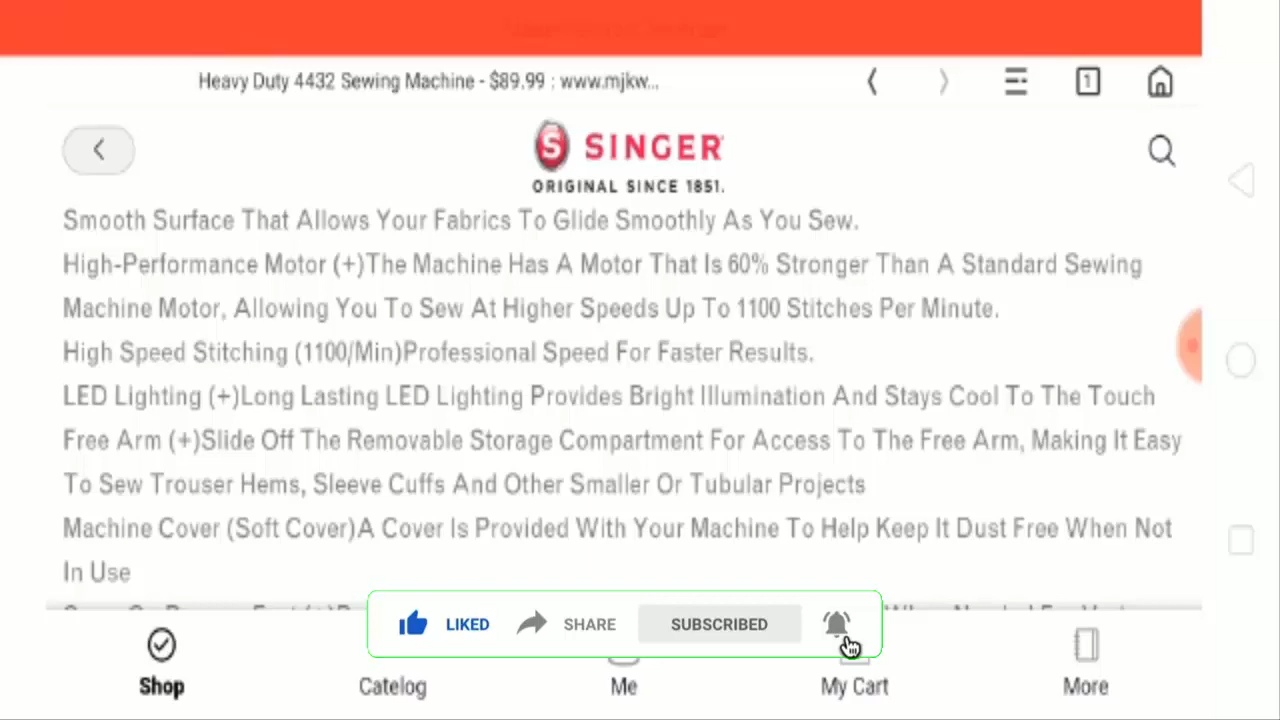 Heavy Duty 4432 Sewing Machine - $89.99 : www.mjkw...
1
S SINGER
ORIGINAL SINCE 1851.
Smooth Surface That Allows Your Fabrics To Glide Smoothly As You Sew.
High-Performance Motor (+)The Machine Has A Motor That Is 60% Stronger Than A Standard Sewing
Machine Motor, Allowing You To Sew At Higher Speeds Up To 1100 Stitches Per Minute.
High Speed Stitching (1100/Min)Professional Speed For Faster Results.
LED Lighting (+)Long Lasting LED Lighting Provides Bright Illumination And Stays Cool To The Touch
Free Arm (+)Slide Off The Removable Storage Compartment For Access To The Free Arm, Making It Easy
To Sew Trouser Hems, Sleeve Cuffs And Other Smaller Or Tubular Projects
Machine Cover (Soft Cover)A Cover Is Provided With Your Machine To Help Keep It Dust Free When Not
In Use
LIKED SHARE SUBSCRIBED
Shop Catelog Me My Cart More